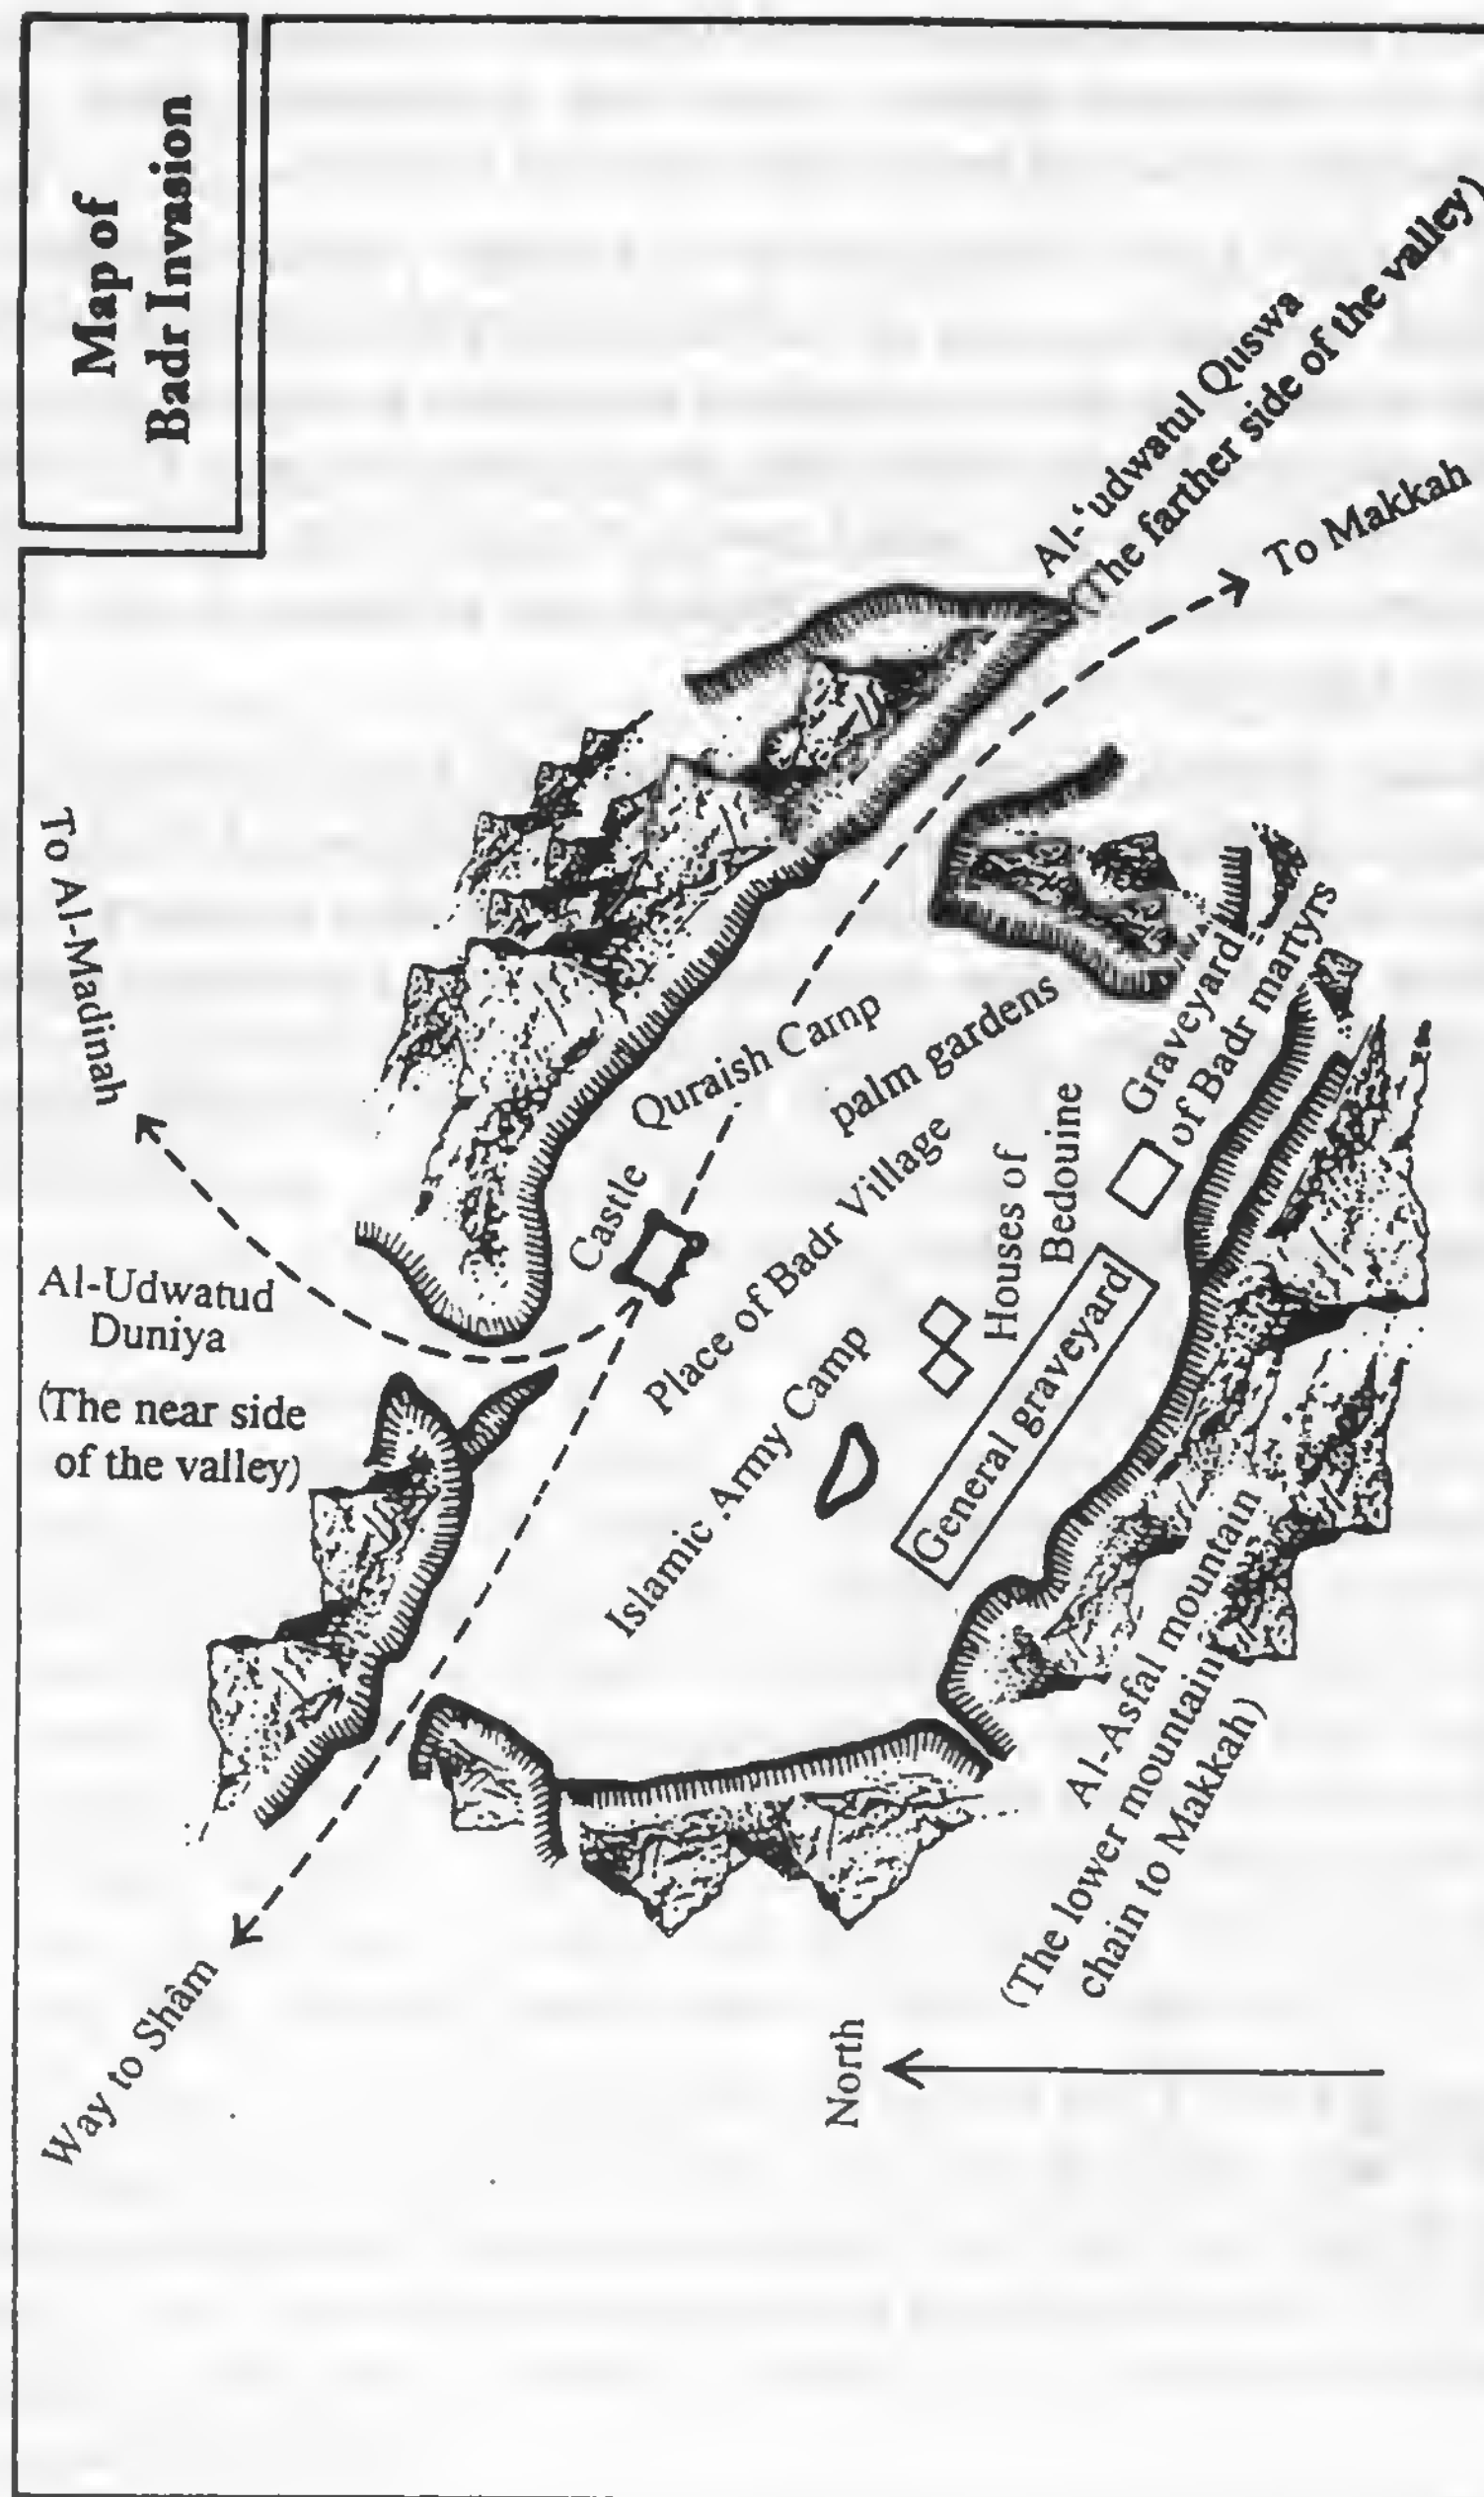 Map of
Badr Invasion
To Al-Madinah
Al-'udwatul Quswa
(The farther side of the valley)
To Makkah
Al-Udwatud
Duniya
(The near side
of the valley)
Castle
Quraish Camp
palm gardens
Place of Badr Village
Houses of
Bedouine
Graveyard
of Badr martyrs
General graveyard
Islamic Army Camp
Al-Asfal mountain
(The lower mountain
chain to Makkah)
Way to Shâm
North